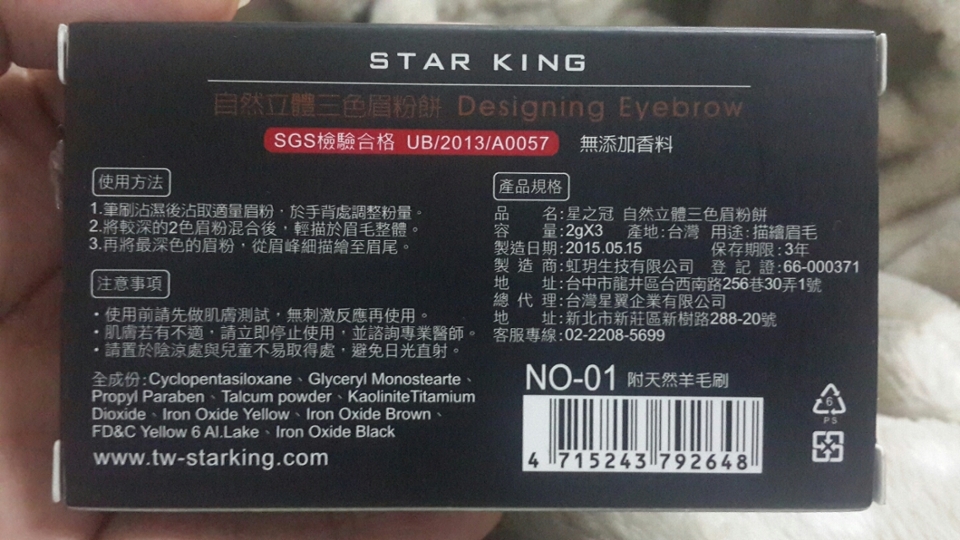 STAR KING
自然立體三色眉粉餅 Designing Eyebrow
SGS檢驗合格 UB/2013/A0057 無添加香料
使用方法
1.筆刷沾濕後沾取適量眉粉，於手背處調整粉量。
2.將較深的2色眉粉混合後，輕描於眉毛整體。
3.再將最深色的眉粉，從眉峰細描繪至眉尾。
注意事項
・使用前請先做肌膚測試，無刺激反應再使用。
・肌膚若有不適，請立即停止使用，並諮詢專業醫師。
・請置於陰涼處與兒童不易取得處，避免日光直射。
全成份:Cyclopentasiloxane、Glyceryl Monostearte、
Propyl Paraben、Talcum powder、KaoliniteTitamium
Dioxide、Iron Oxide Yellow、Iron Oxide Brown、
FD&C Yellow 6 Al.Lake、Iron Oxide Black
www.tw-starking.com
產品規格
品名:星之冠 自然立體三色眉粉餅
容量:2gX3 產地:台灣 用途:描繪眉毛
製造日期:2015.05.15 保存期限:3年
製造商:虹玥生技有限公司 登記證:66-000371
地址:台中市龍井區台西南路256巷30弄1號
總代理:台灣星翼企業有限公司
地址:新北市新莊區新樹路288-20號
客服專線:02-2208-5699
NO-01 附天然羊毛刷
4 715243 792648
6
PS